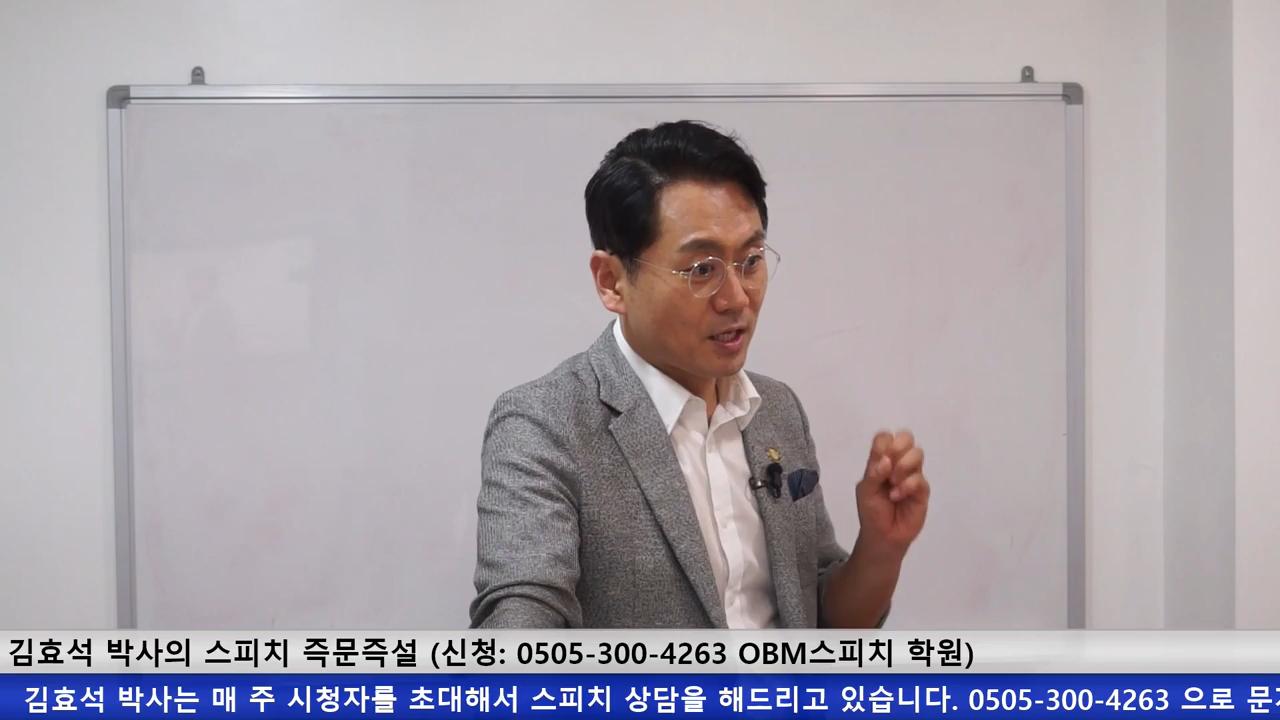 김효석 박사의 스피치 즉문즉설 (신청: 0505-300-4263 OBM스피치 학원)
김효석 박사는 매 주 시청자를 초대해서 스피치 상담을 해드리고 있습니다. 0505-300-4263 으로